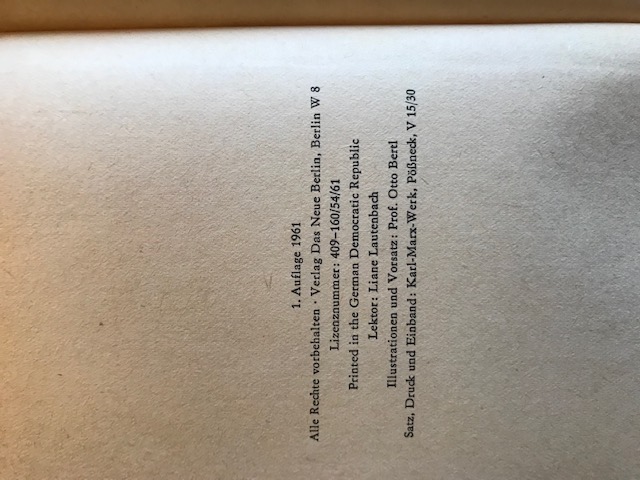 1. Auflage 1961
Alle Rechte vorbehalten · Verlag Das Neue Berlin, Berlin W 8
Lizenznummer: 409-160/54/61
Printed in the German Democratic Republic
Lektor: Liane Lautenbach
Illustrationen und Vorsatz: Prof. Otto Bertl
Satz, Druck und Einband: Karl-Marx-Werk, Pößneck, V 15/30